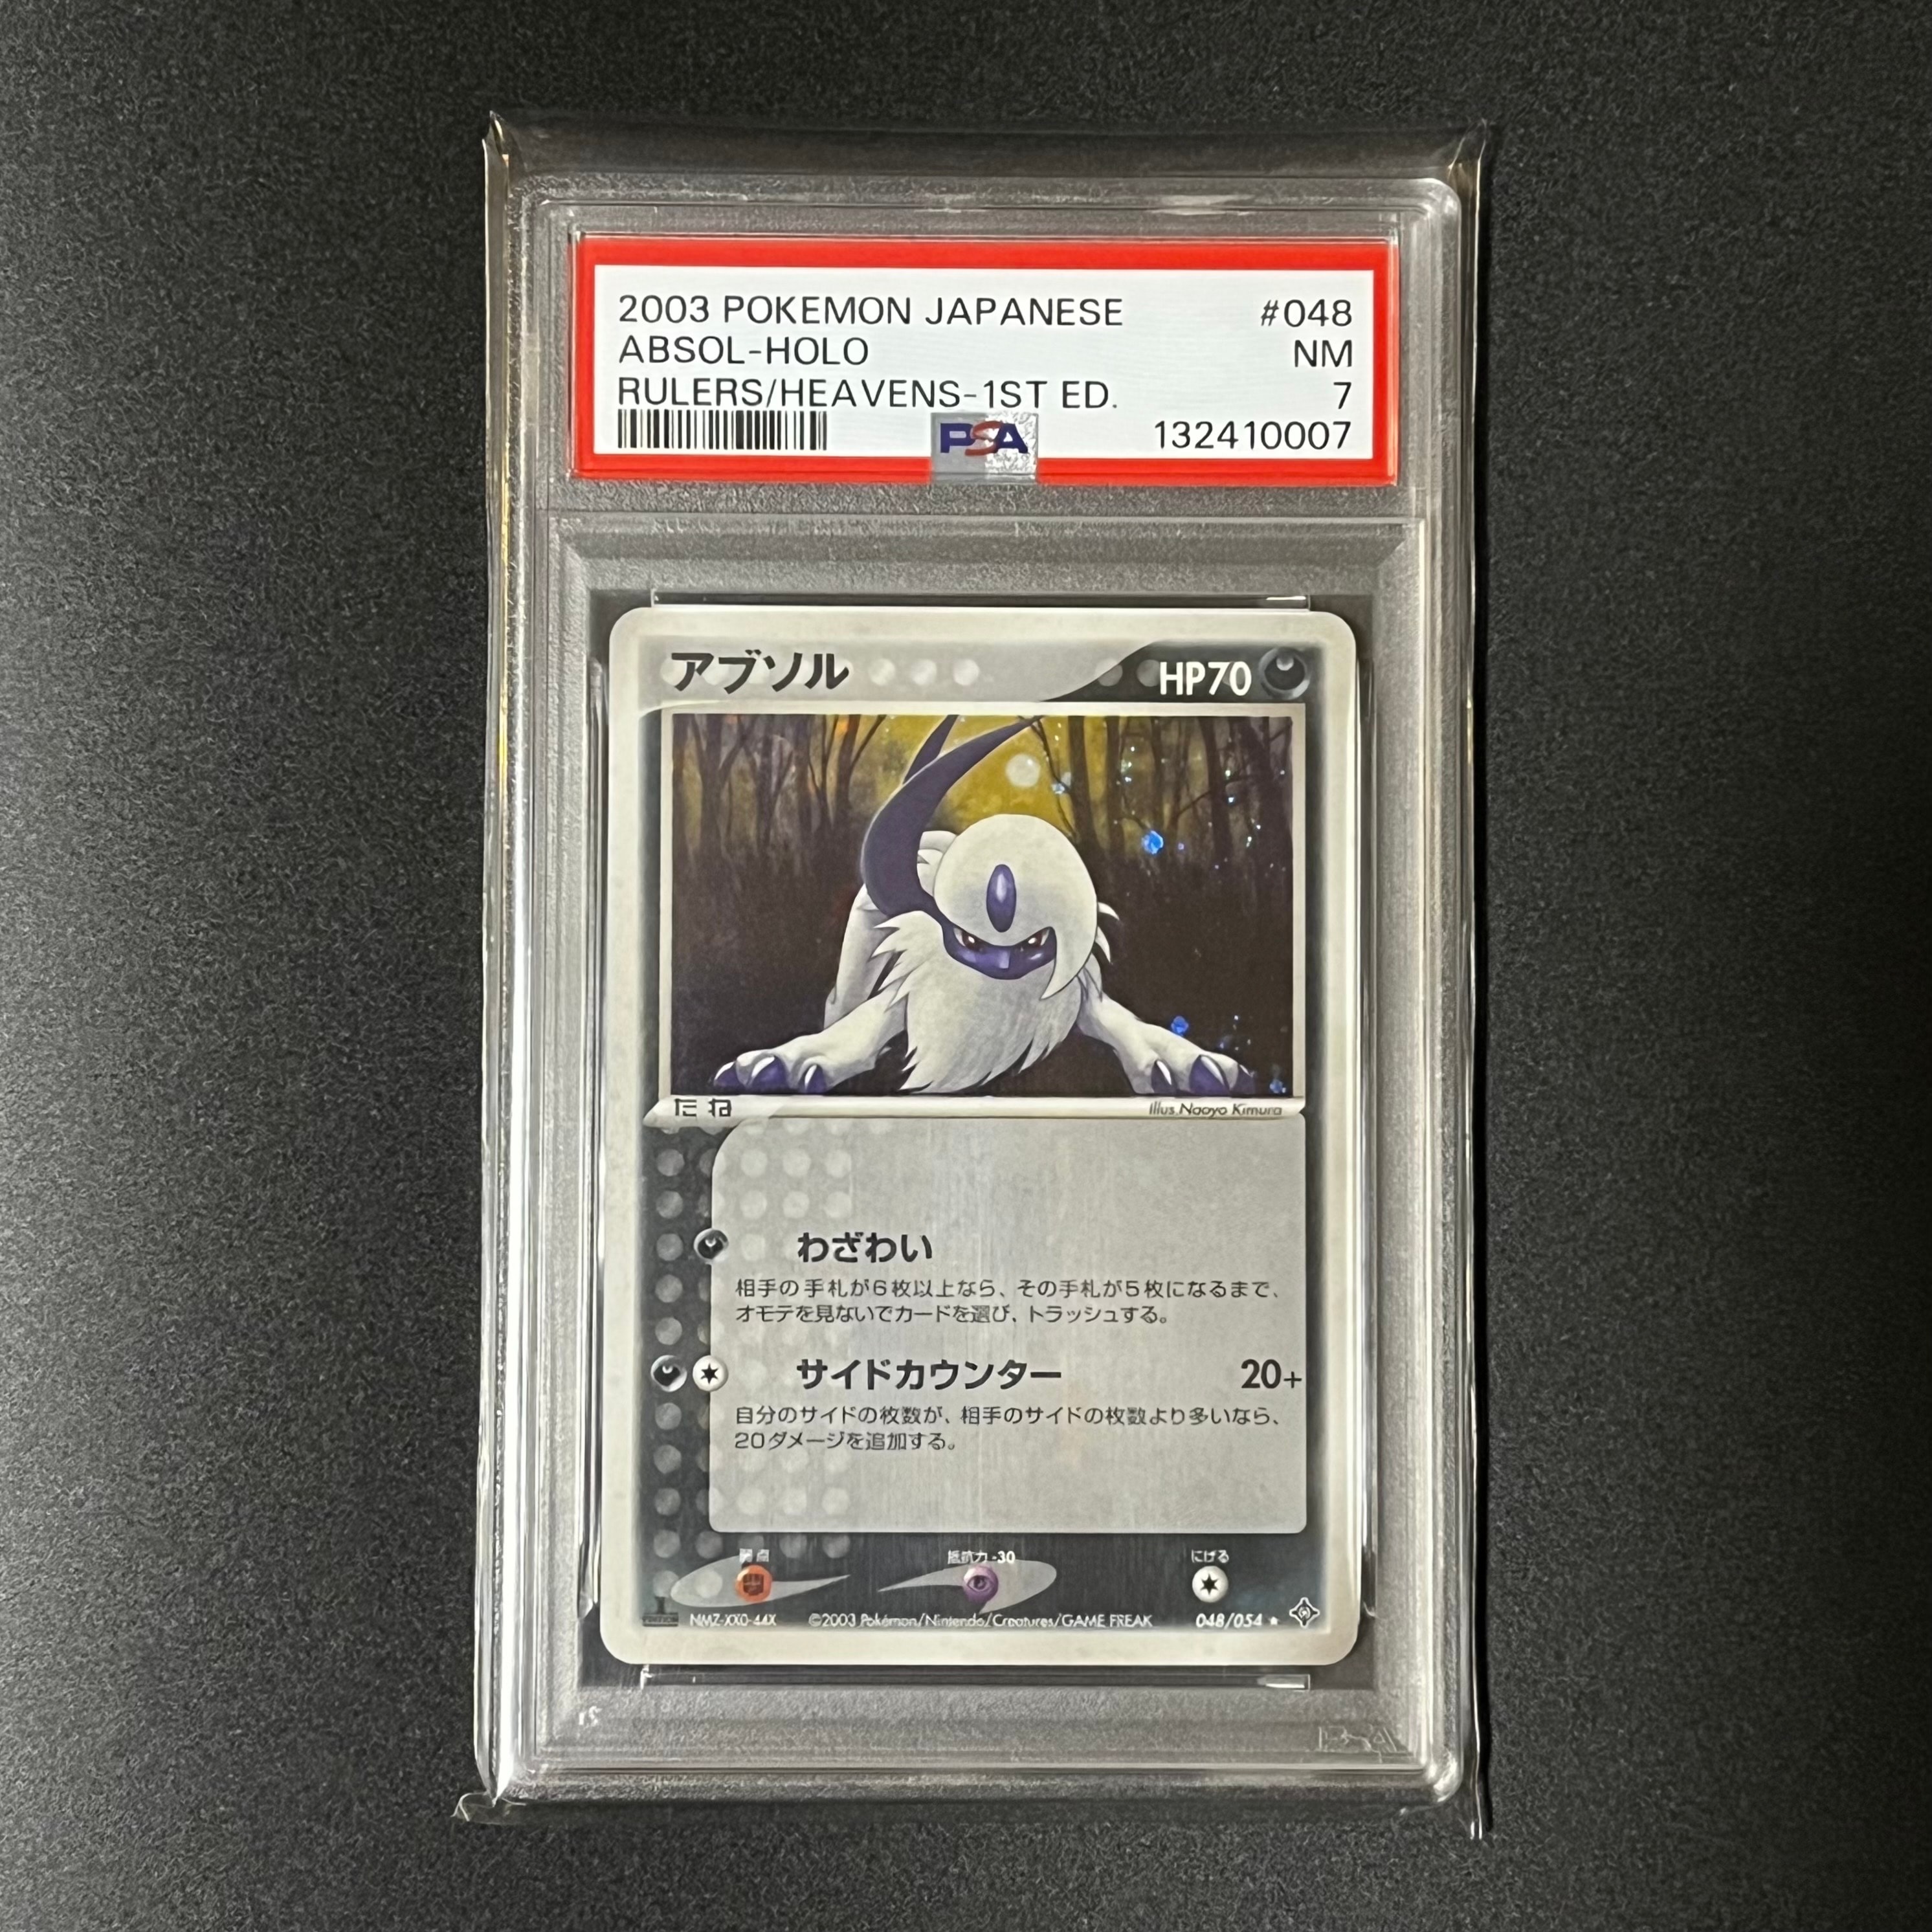 2003 POKEMON JAPANESE #048
ABSOL-HOLO NM
RULERS/HEAVENS-1ST ED. 7
PSA 132410007
アブソル HP70
たね Illus. Naoyo Kimura
わざわい
相手の手札が6枚以上なら、その手札が5枚になるまで、
オモテを見ないでカードを選び、トラッシュする。
サイドカウンター 20+
自分のサイドの枚数が、相手のサイドの枚数より多いなら、
20ダメージを追加する。
弱点 抵抗力 -30 にげる
1 EDITION NMZ-XX0-44X ©2003 Pokémon/Nintendo/Creatures/GAME FREAK 048/054 ★
PSA